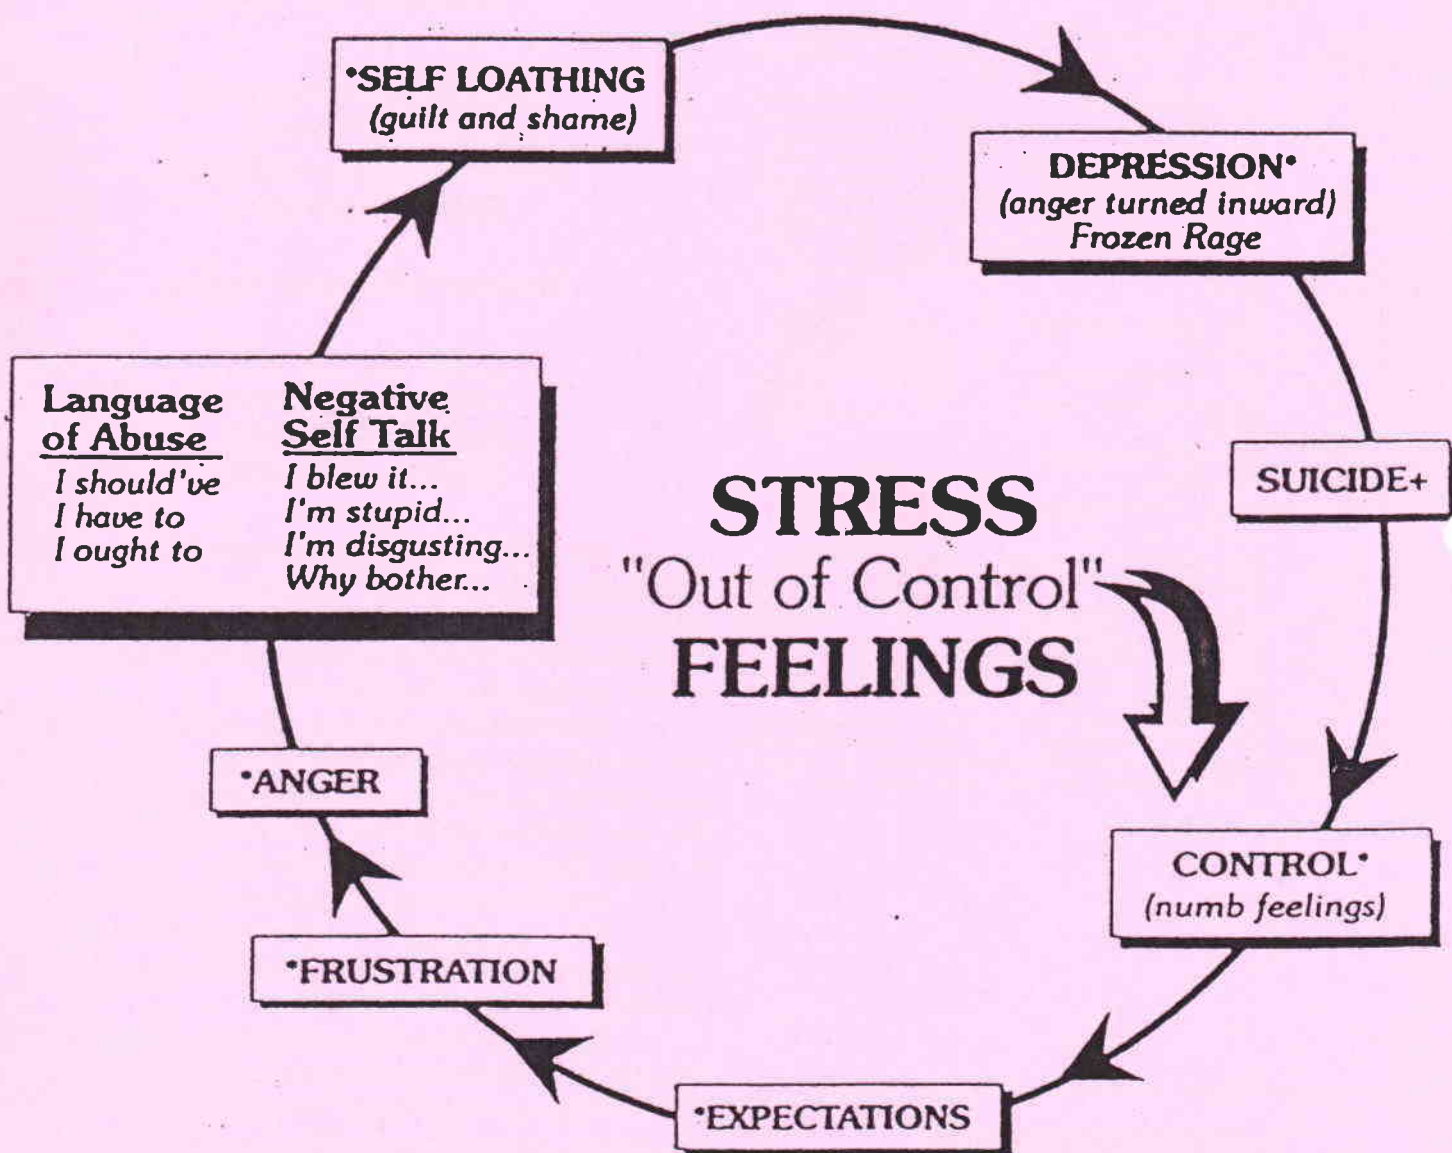 •SELF LOATHING
(guilt and shame)
DEPRESSION•
(anger turned inward)
Frozen Rage
SUICIDE+
STRESS
"Out of Control"
FEELINGS
CONTROL•
(numb feelings)
•EXPECTATIONS
•FRUSTRATION
•ANGER
Language
of Abuse
I should've
I have to
I ought to
Negative
Self Talk
I blew it...
I'm stupid...
I'm disgusting...
Why bother...